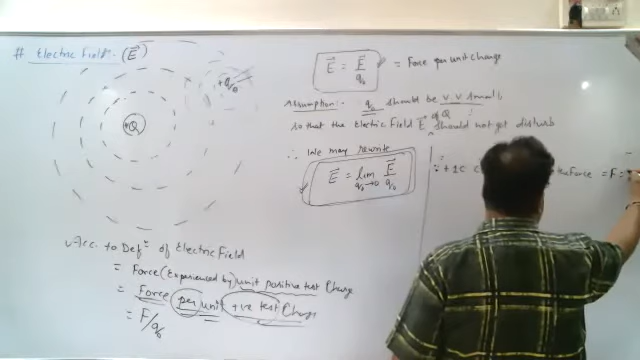 # Electric Field:- (E⃗)
+Q
+q₀
E⃗ = F⃗/q₀ = Force per unit charge
Assumption:- q₀ should be v.v small
so that the Electric Field E⃗ of Q should not get disturb
∴ we may rewrite
E⃗ = lim q₀→0 F⃗/q₀
∵ +1C
Force = F =
Acc. to Defⁿ of Electric Field
= Force (Experienced by) unit positive test charge
= Force per unit +ve test charge
= F/q₀